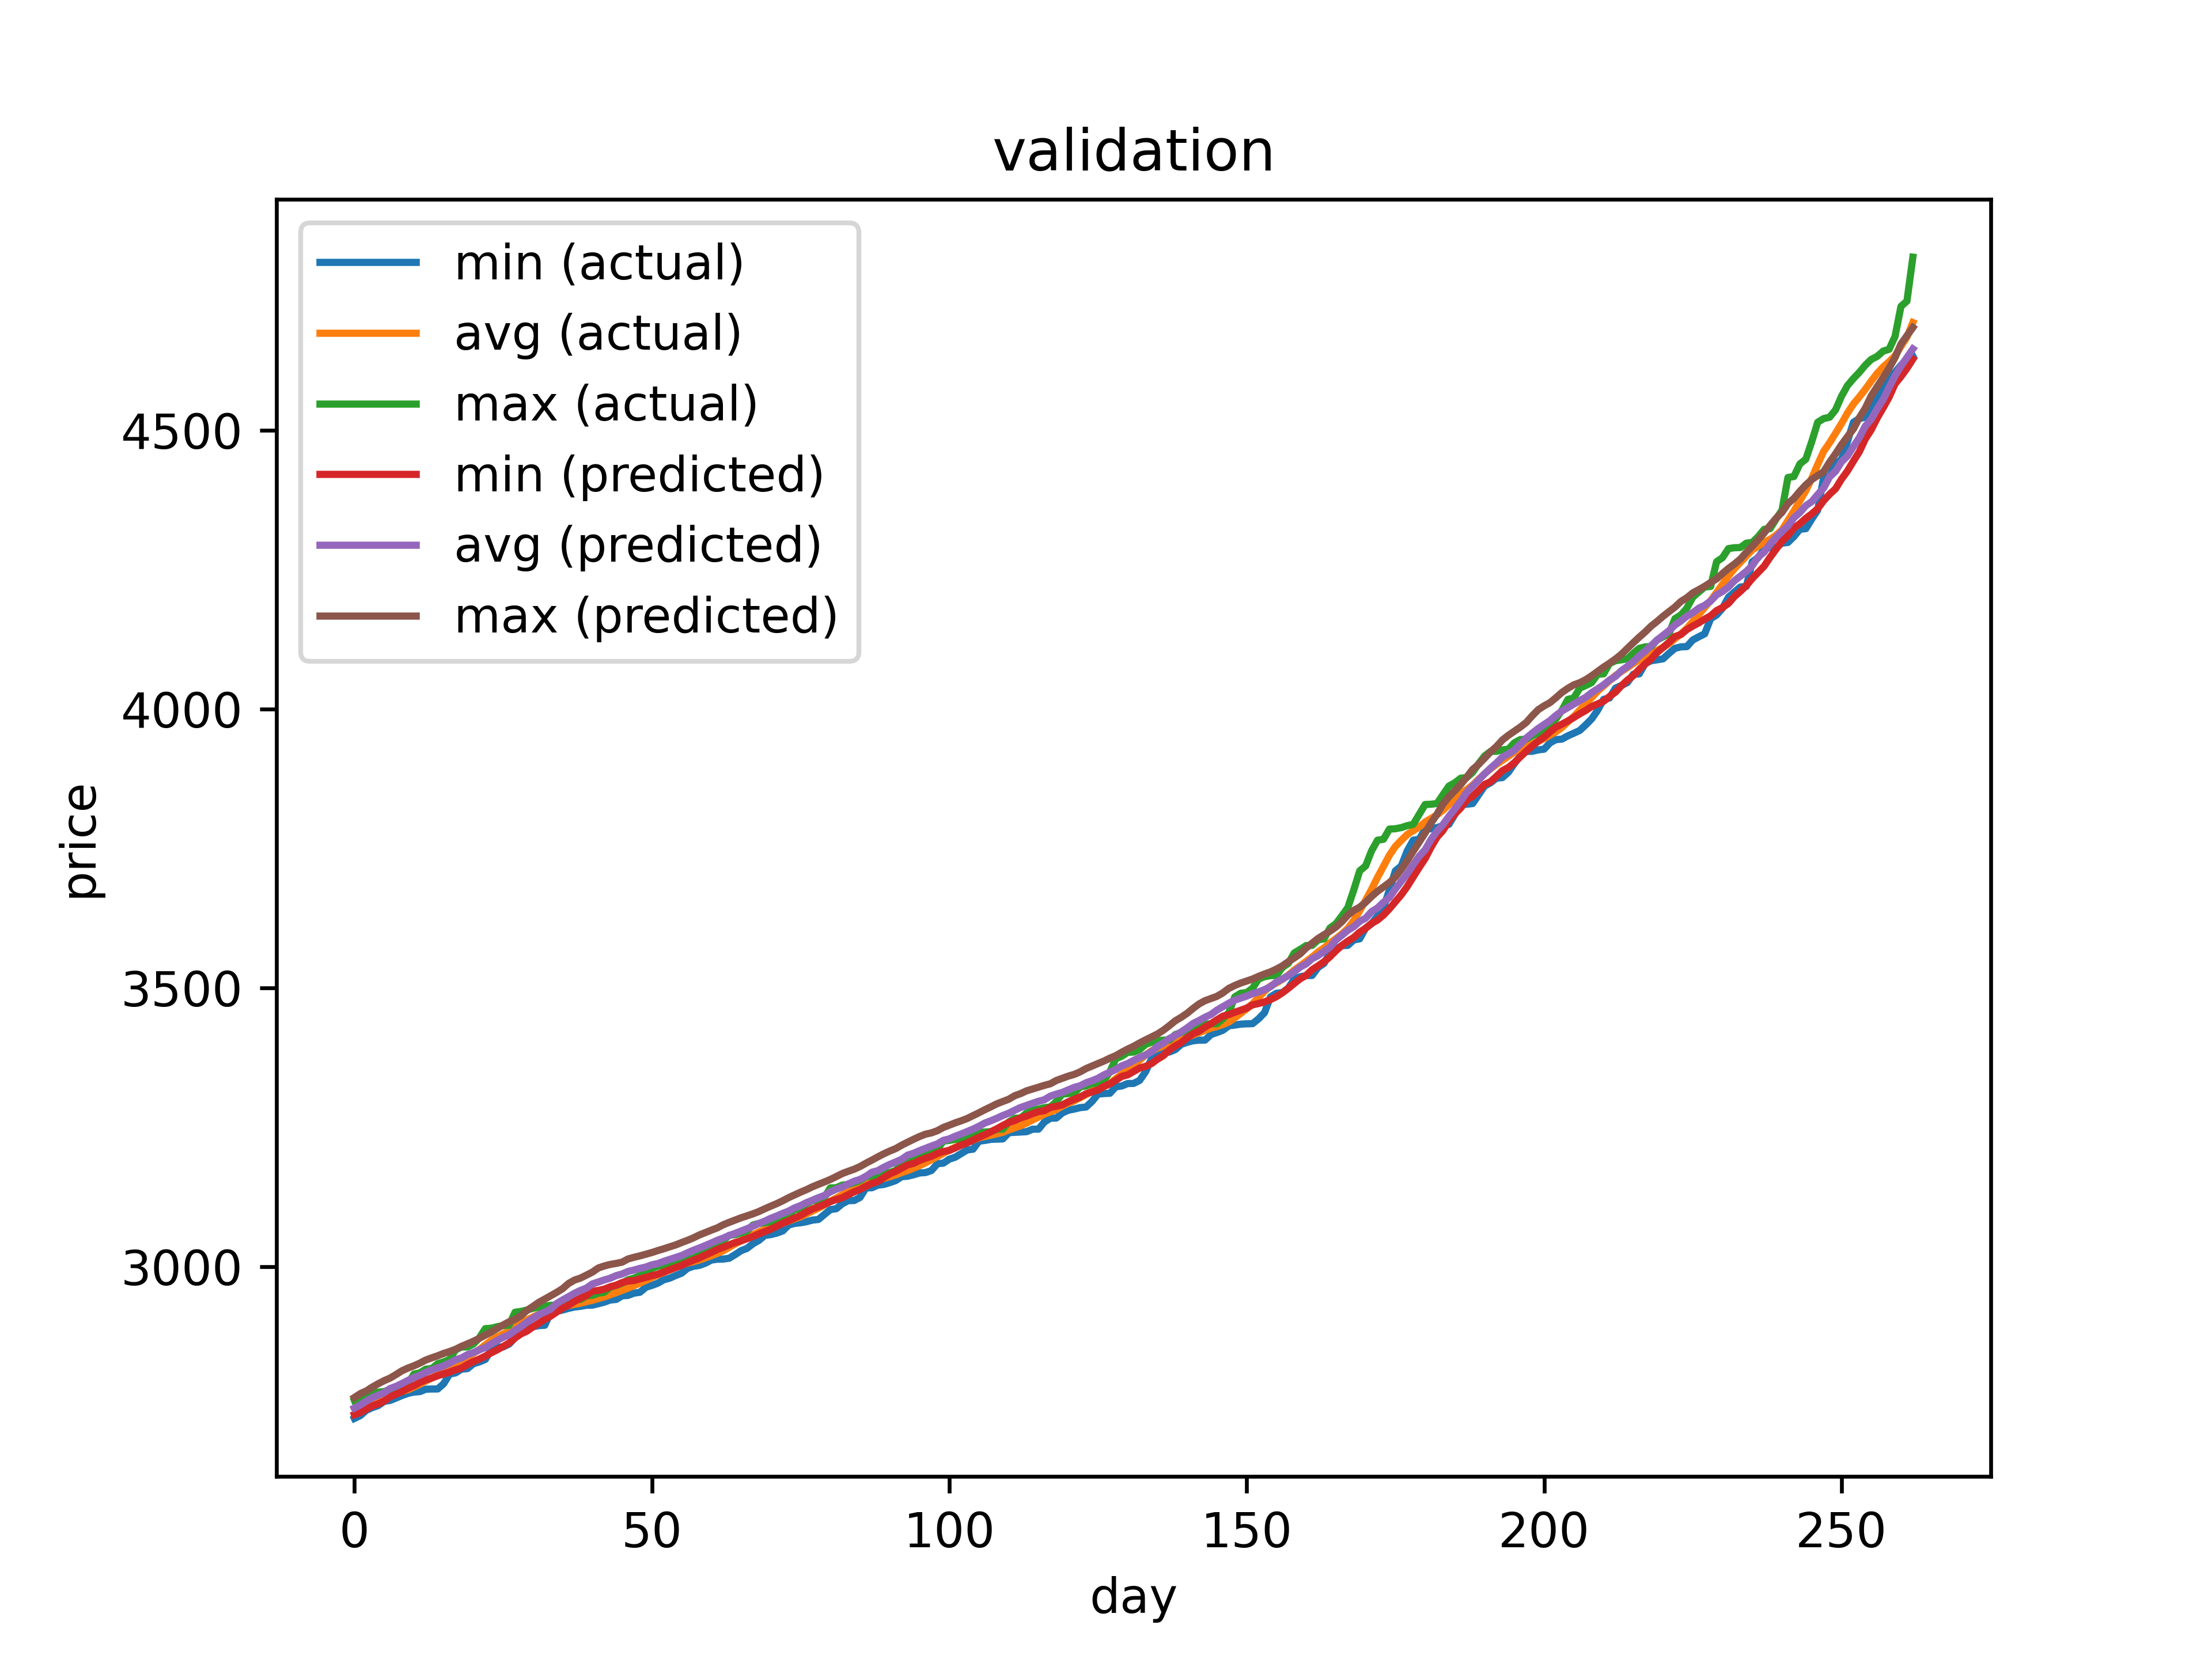 validation
min (actual)
avg (actual)
max (actual)
min (predicted)
avg (predicted)
max (predicted)
4500
4000
3500
3000
price
0 50 100 150 200 250
day